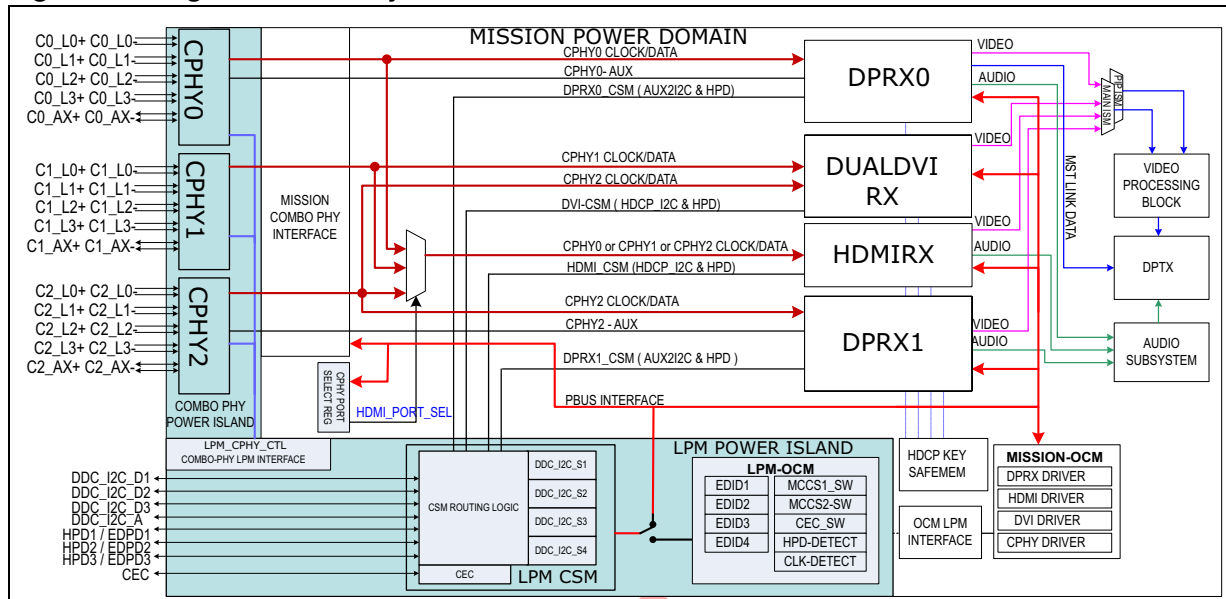 MISSION POWER DOMAIN
C0_L0+ C0_L0-
C0_L1+ C0_L1-
C0_L2+ C0_L2-
C0_L3+ C0_L3-
C0_AX+ C0_AX-
CPHY0
C1_L0+ C1_L0-
C1_L1+ C1_L1-
C1_L2+ C1_L2-
C1_L3+ C1_L3-
C1_AX+ C1_AX-
CPHY1
C2_L0+ C2_L0-
C2_L1+ C2_L1-
C2_L2+ C2_L2-
C2_L3+ C2_L3-
C2_AX+ C2_AX-
CPHY2
COMBO PHY
POWER ISLAND
MISSION
COMBO PHY
INTERFACE
CPHY PORT
SELECT REG
HDMI_PORT_SEL
CPHY0 CLOCK/DATA
CPHY0- AUX
DPRX0_CSM ( AUX2I2C & HPD)
CPHY1 CLOCK/DATA
CPHY2 CLOCK/DATA
DVI-CSM ( HDCP_I2C & HPD)
CPHY0 or CPHY1 or CPHY2 CLOCK/DATA
HDMI_CSM (HDCP_I2C & HPD)
CPHY2 CLOCK/DATA
CPHY2 - AUX
DPRX1_CSM ( AUX2I2C & HPD )
PBUS INTERFACE
DPRX0
DUALDVI
RX
HDMIRX
DPRX1
VIDEO
AUDIO
VIDEO
VIDEO
AUDIO
VIDEO
AUDIO
MST LINK DATA
PIP ISM
MAIN ISM
VIDEO
PROCESSING
BLOCK
DPTX
AUDIO
SUBSYSTEM
LPM_CPHY_CTL
COMBO-PHY LPM INTERFACE
DDC_I2C_D1
DDC_I2C_D2
DDC_I2C_D3
DDC_I2C_A
HPD1 / EDPD1
HPD2 / EDPD2
HPD3 / EDPD3
CEC
CSM ROUTING LOGIC
DDC_I2C_S1
DDC_I2C_S2
DDC_I2C_S3
DDC_I2C_S4
CEC
LPM CSM
LPM POWER ISLAND
LPM-OCM
EDID1
EDID2
EDID3
EDID4
MCCS1_SW
MCCS2-SW
CEC_SW
HPD-DETECT
CLK-DETECT
HDCP KEY
SAFEMEM
OCM LPM
INTERFACE
MISSION-OCM
DPRX DRIVER
HDMI DRIVER
DVI DRIVER
CPHY DRIVER